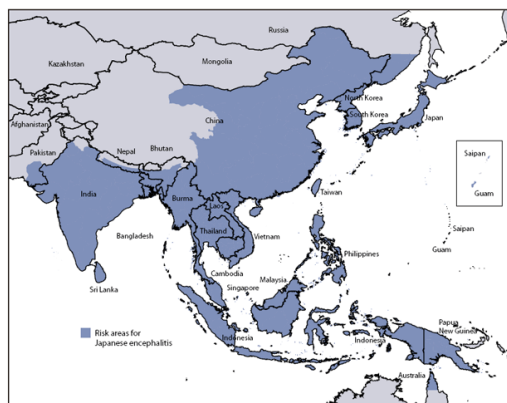 Russia
Kazakhstan
Mongolia
North Korea
South Korea
Japan
China
Afghanistan
Pakistan
Nepal
Bhutan
India
Burma
Laos
Taiwan
Saipan
Guam
Thailand
Vietnam
Bangladesh
Saipan
Guam
Philippines
Cambodia
Sri Lanka
Singapore
Malaysia
Risk areas for
Japanese encephalitis
Indonesia
Indonesia
Papua
New Guinea
Australia